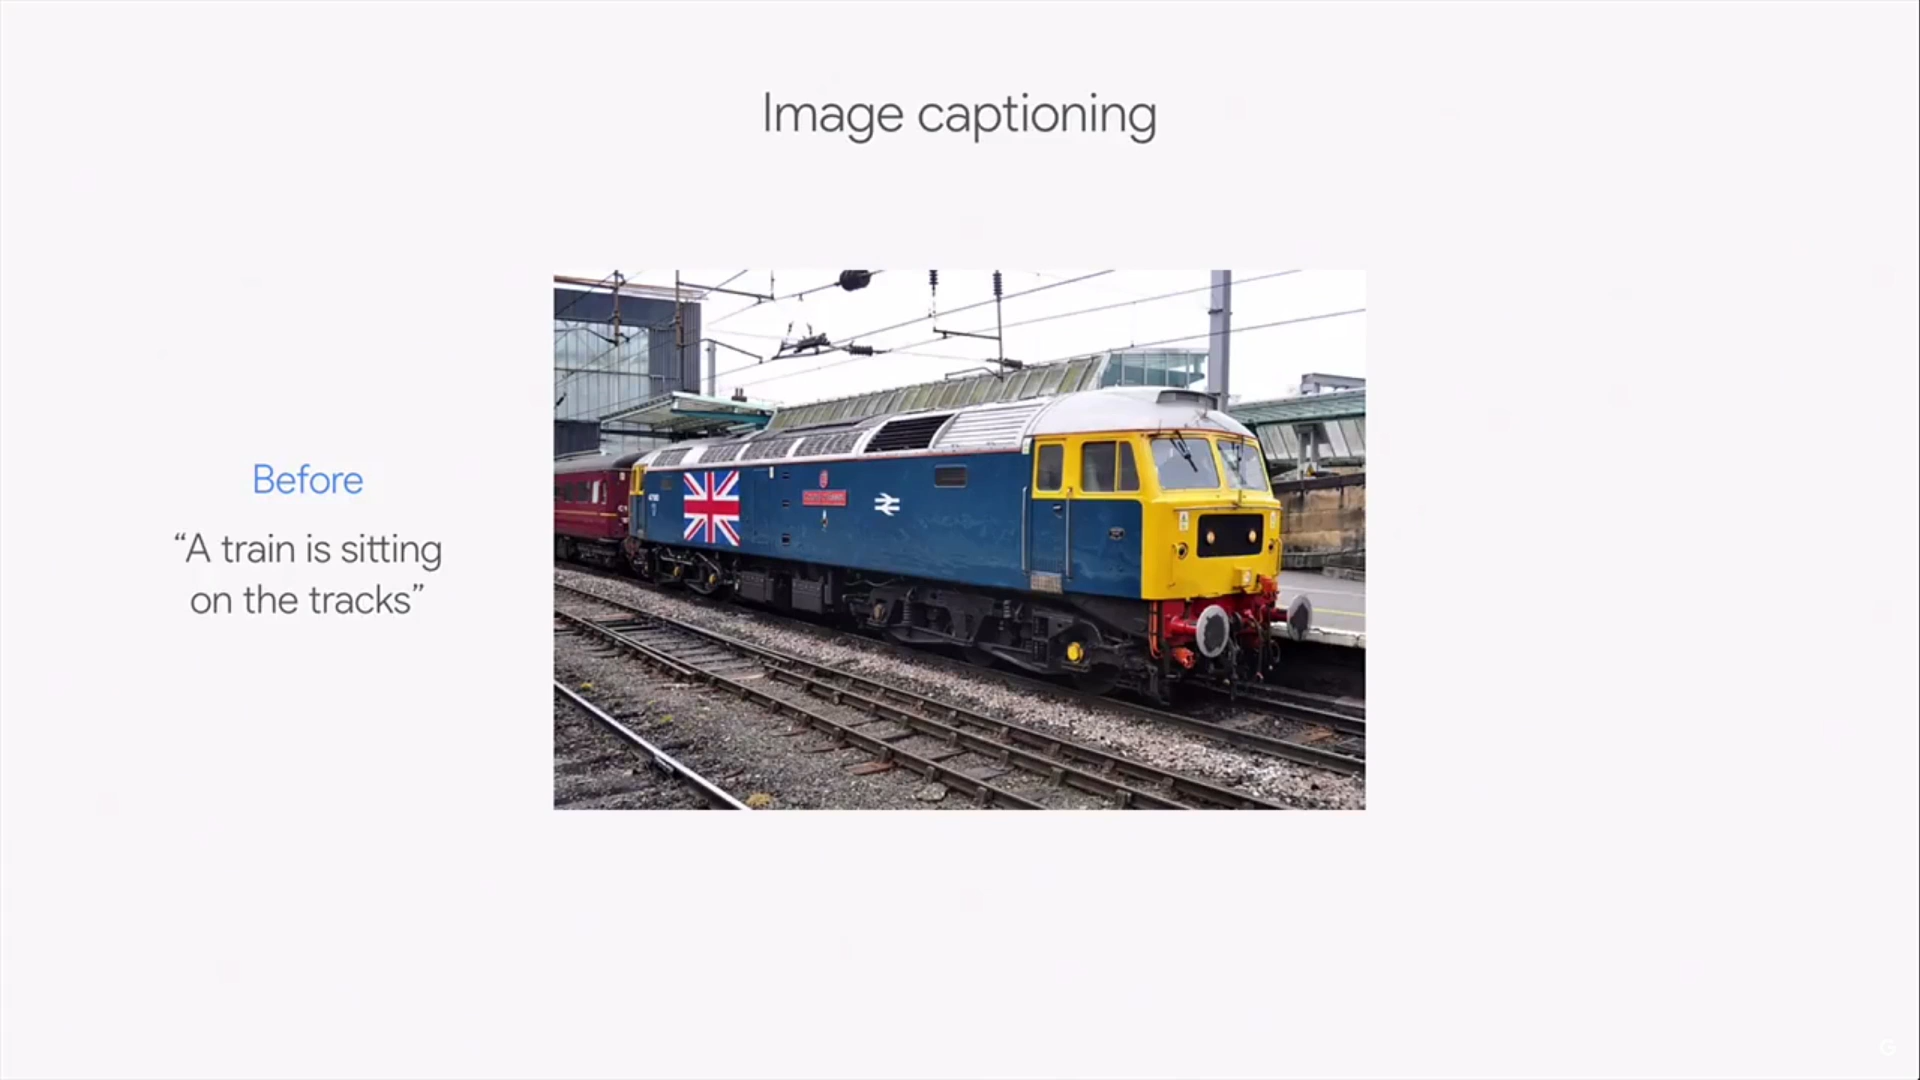 Image captioning
Before
“A train is sitting
on the tracks”